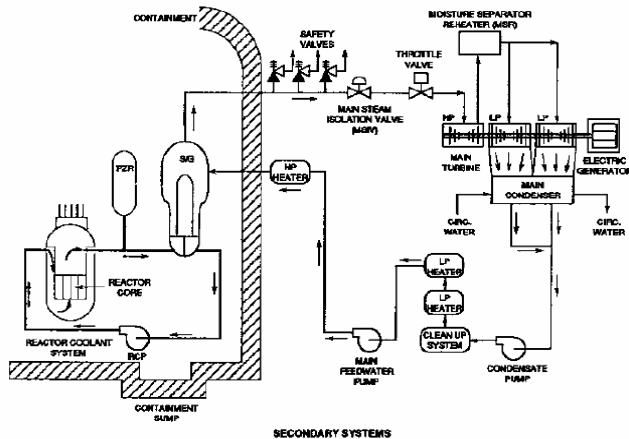 CONTAINMENT
SAFETY
VALVES
MOISTURE SEPARATOR
REHEATER (MSR)
THROTTLE
VALVE
MAIN STEAM
ISOLATION VALVE
(MSIV)
HP
LP
LP
MAIN
TURBINE
ELECTRIC
GENERATOR
S/G
PZR
HP
HEATER
MAIN
CONDENSER
CIRC.
WATER
CIRC.
WATER
REACTOR
CORE
LP
HEATER
LP
HEATER
CLEAN UP
SYSTEM
REACTOR COOLANT
SYSTEM
RCP
MAIN
FEEDWATER
PUMP
CONDENSATE
PUMP
CONTAINMENT
SUMP
SECONDARY SYSTEMS